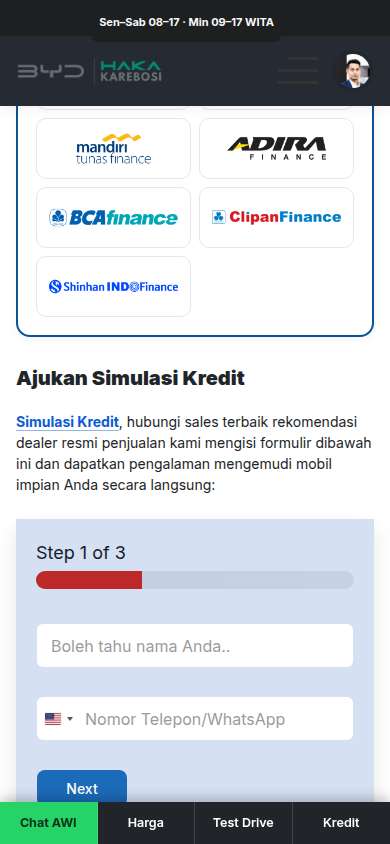 Sen–Sab 08–17 · Min 09–17 WITA
BYD HAKA KAREBOSI
mandiri
tunas finance
ADIRA
FINANCE
BCAfinance
ClipanFinance
Shinhan INDO Finance
Ajukan Simulasi Kredit
Simulasi Kredit, hubungi sales terbaik rekomendasi
dealer resmi penjualan kami mengisi formulir dibawah
ini dan dapatkan pengalaman mengemudi mobil
impian Anda secara langsung:
Step 1 of 3
Boleh tahu nama Anda..
Nomor Telepon/WhatsApp
Next
Chat AWI Harga Test Drive Kredit